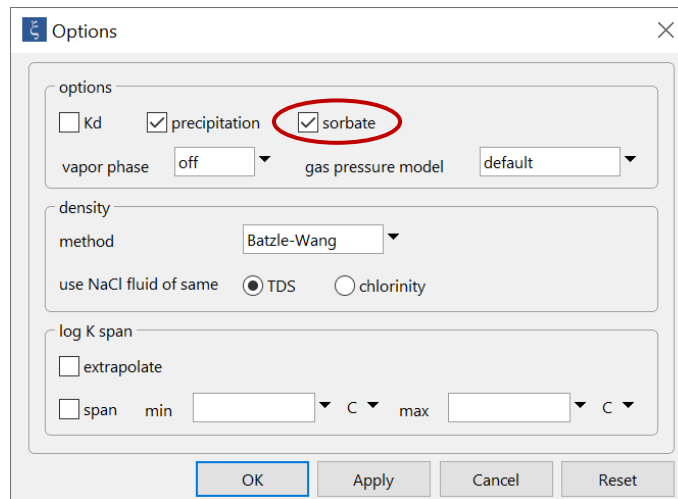 ξ Options
options
Kd precipitation sorbate
vapor phase off gas pressure model default
density
method Batzle-Wang
use NaCl fluid of same TDS chlorinity
log K span
extrapolate
span min C max C
OK Apply Cancel Reset